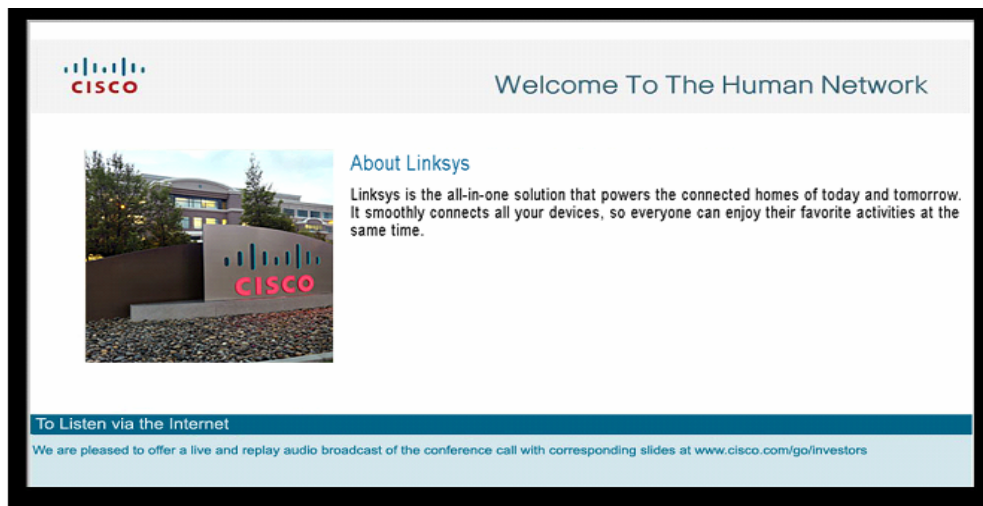 CISCO
Welcome To The Human Network
About Linksys
Linksys is the all-in-one solution that powers the connected homes of today and tomorrow.
It smoothly connects all your devices, so everyone can enjoy their favorite activities at the
same time.
CISCO
To Listen via the Internet
We are pleased to offer a live and replay audio broadcast of the conference call with corresponding slides at www.cisco.com/go/investors